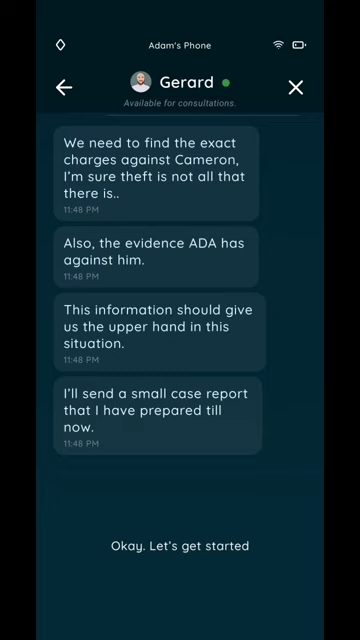 Adam's Phone
Gerard
Available for consultations.
We need to find the exact
charges against Cameron,
I'm sure theft is not all that
there is..
11:48 PM
Also, the evidence ADA has
against him.
11:48 PM
This information should give
us the upper hand in this
situation.
11:48 PM
I'll send a small case report
that I have prepared till
now.
11:48 PM
Okay. Let's get started